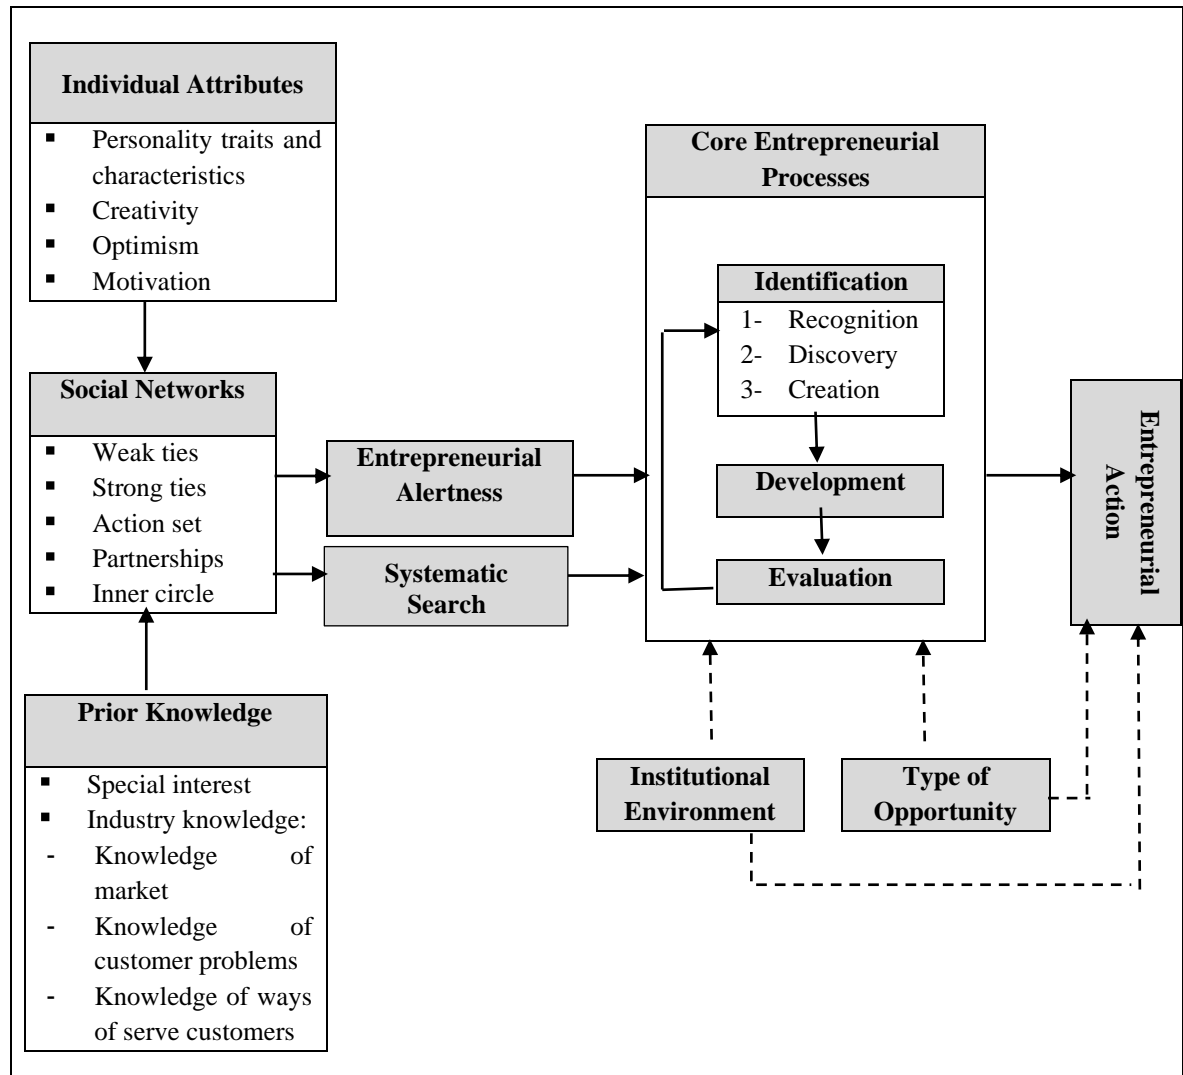 Individual Attributes
▪ Personality traits and
characteristics
▪ Creativity
▪ Optimism
▪ Motivation
Social Networks
▪ Weak ties
▪ Strong ties
▪ Action set
▪ Partnerships
▪ Inner circle
Prior Knowledge
▪ Special interest
▪ Industry knowledge:
- Knowledge of
market
- Knowledge of
customer problems
- Knowledge of ways
of serve customers
Entrepreneurial
Alertness
Systematic
Search
Core Entrepreneurial
Processes
Identification
1- Recognition
2- Discovery
3- Creation
Development
Evaluation
Institutional
Environment
Type of
Opportunity
Entrepreneurial
Action